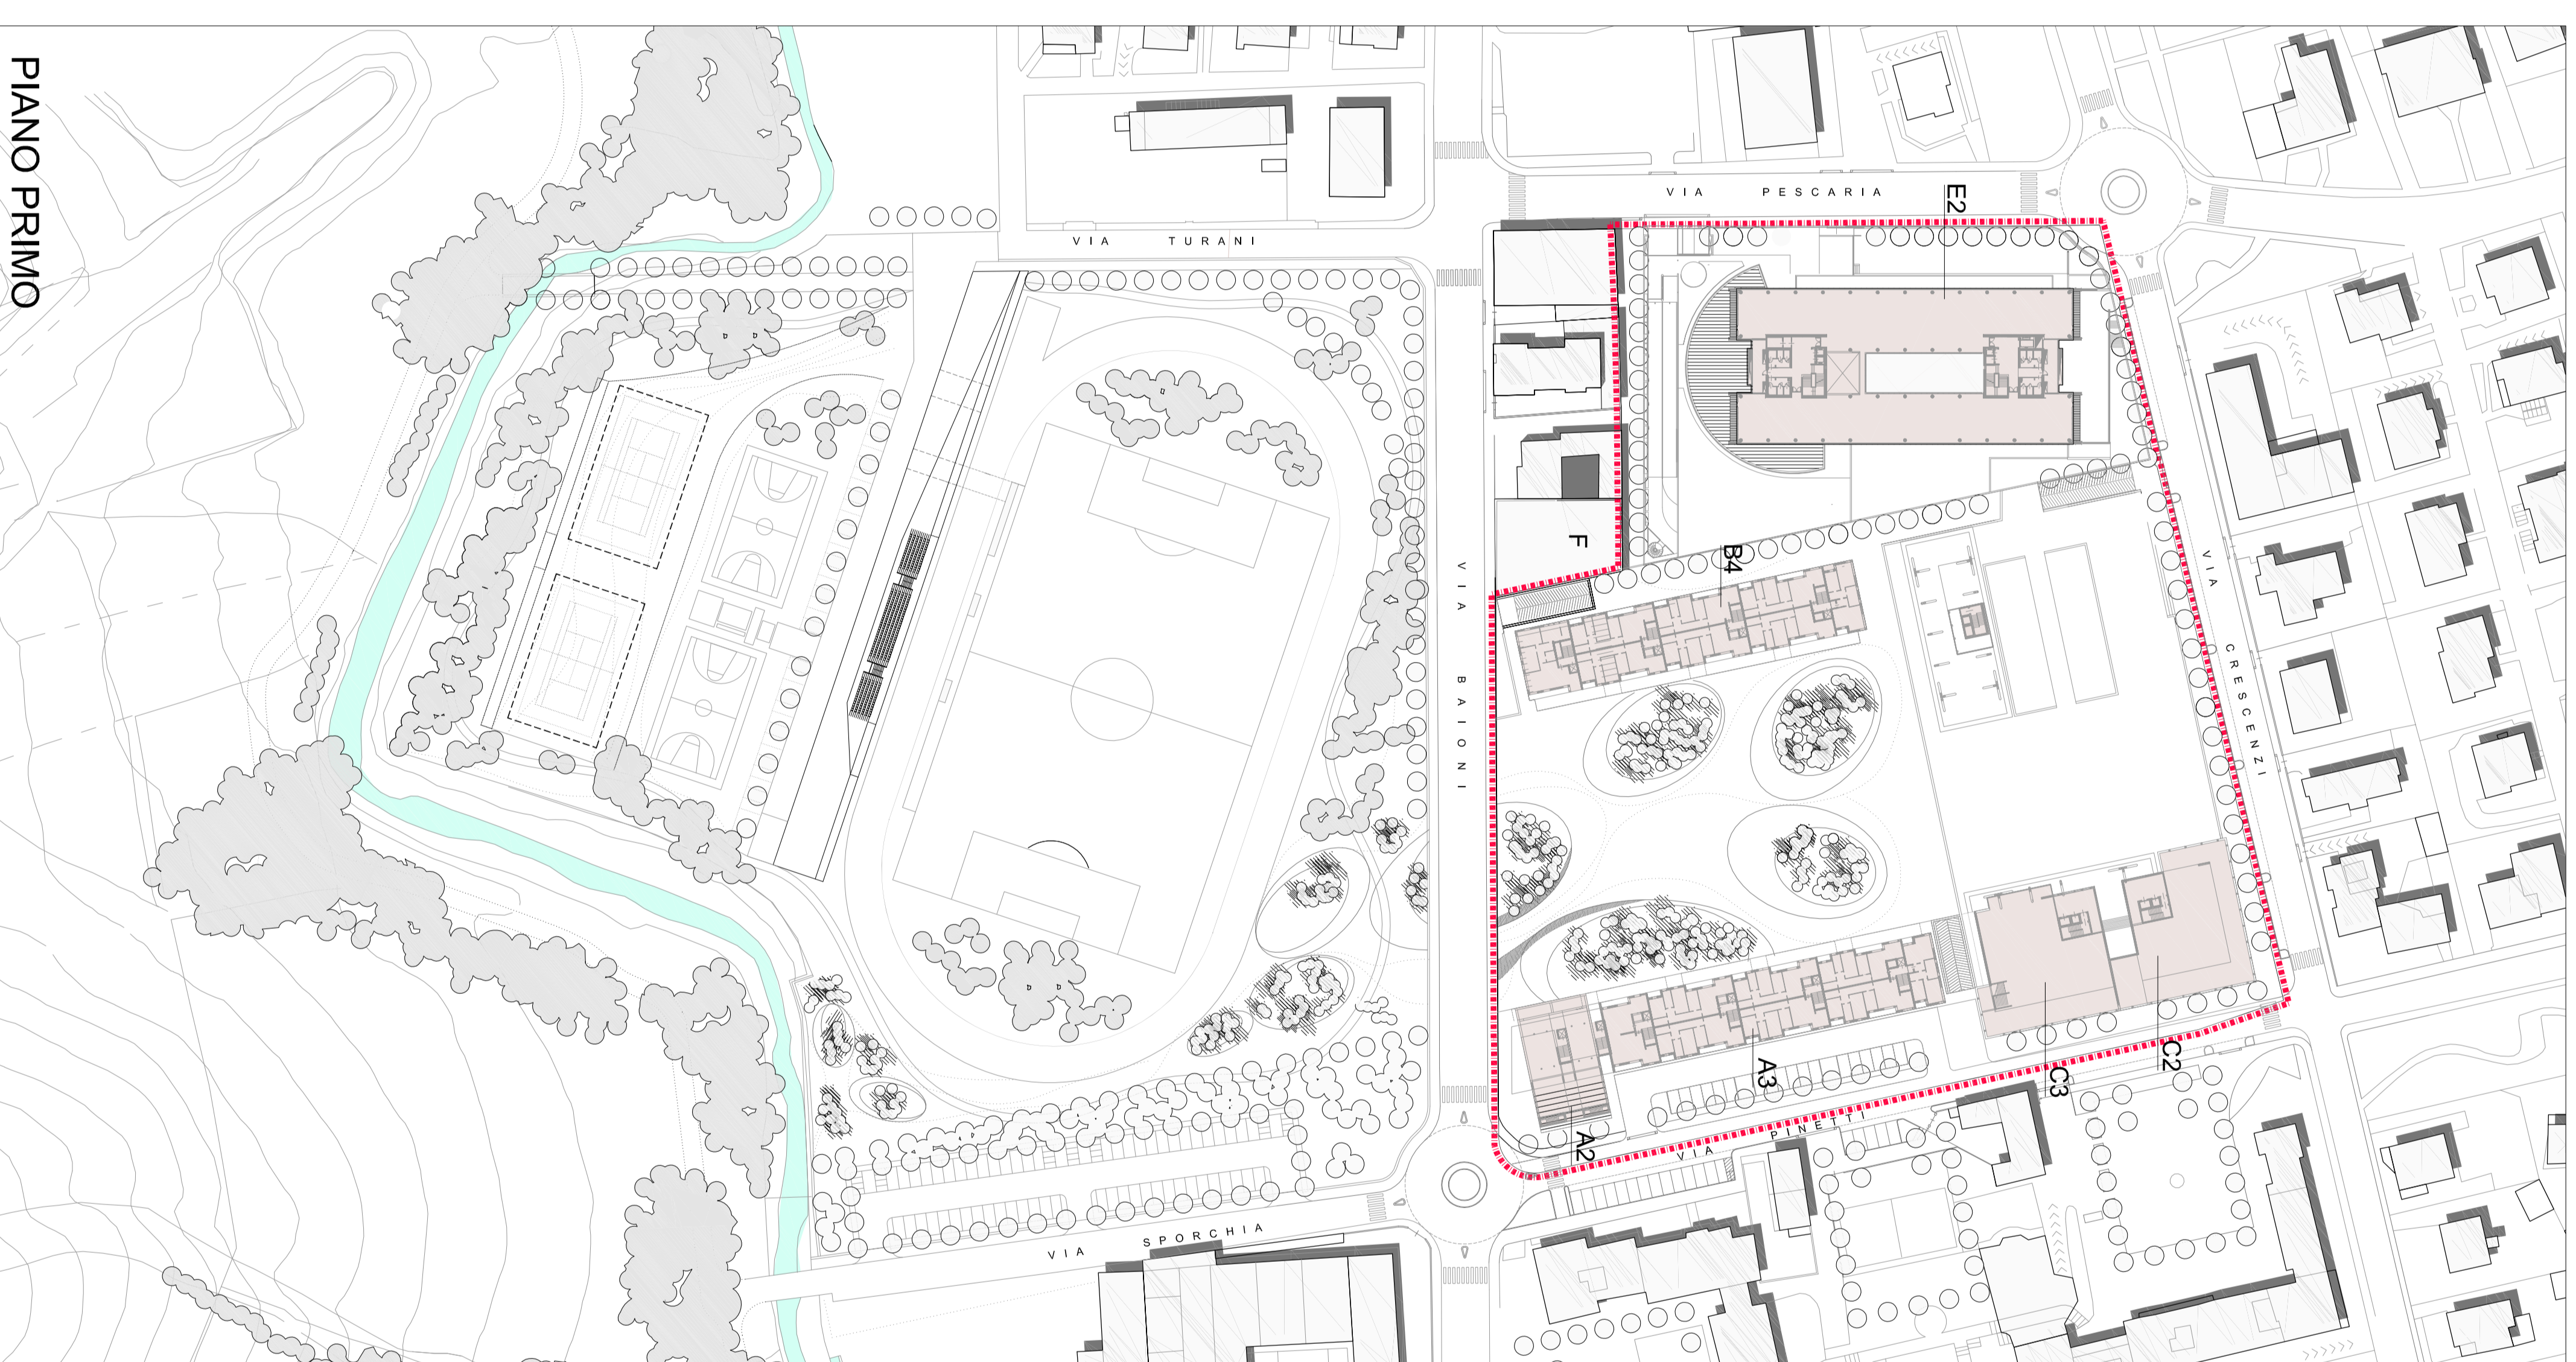 PIANO PRIMO
VIA TURANI
VIA PESCARIA
E2
F
B4
VIA BAIONI
VIA CRESCENZI
A3
A2
C3
C2
VIA PINETTI
VIA SPORCHIA